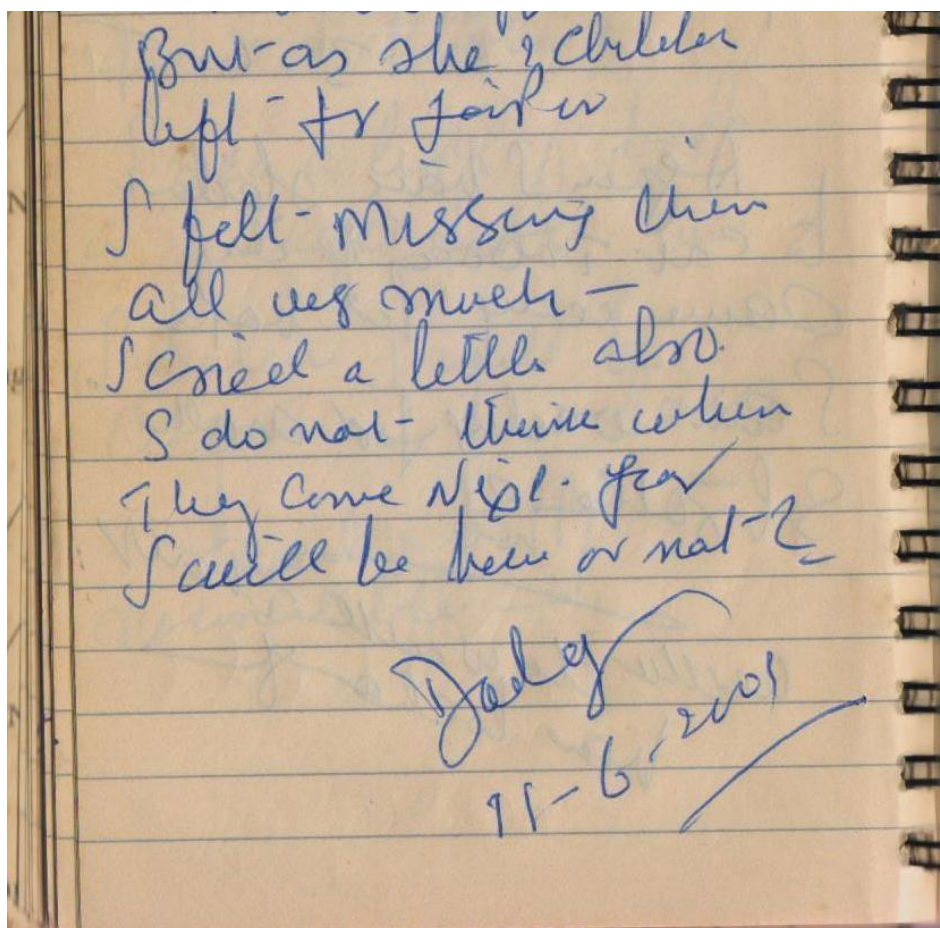 But as she & children
left for
I felt missing them
all very much —
I cried a little also.
I do not think when
They come Next. year
I will be here or not?
Dady
11-6-2001